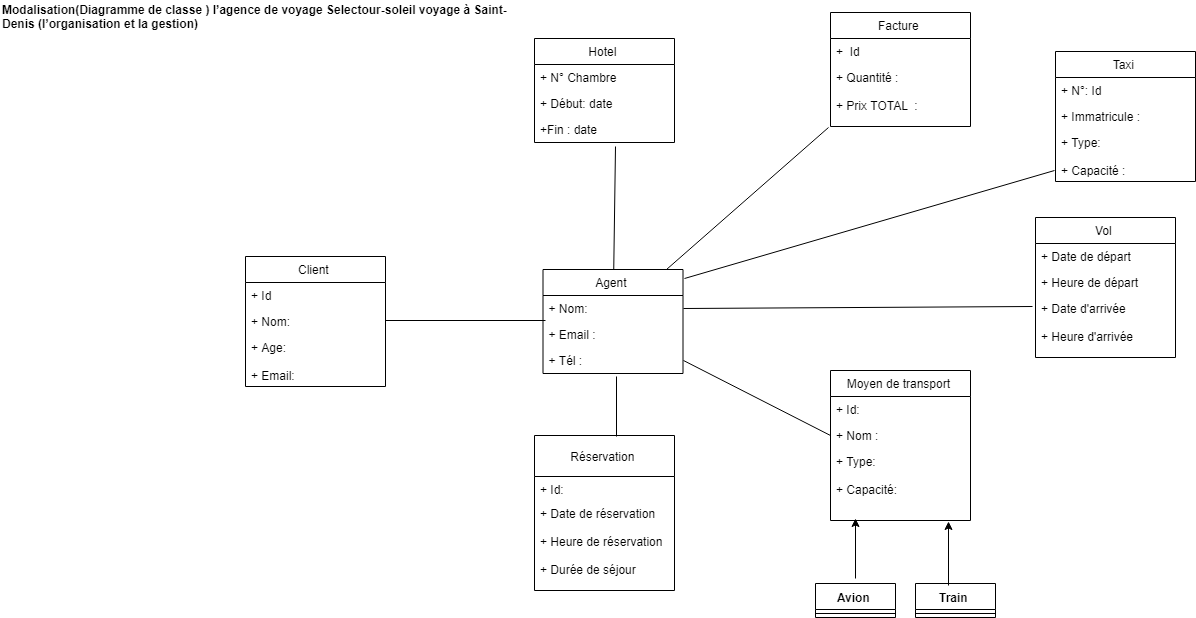 Modalisation(Diagramme de classe ) l'agence de voyage Selectour-soleil voyage à Saint-
Denis (l'organisation et la gestion)
Hotel
+ N° Chambre
+ Début: date
+Fin : date
Facture
+ Id
+ Quantité :
+ Prix TOTAL :
Taxi
+ N°: Id
+ Immatricule :
+ Type:
+ Capacité :
Client
+ Id
+ Nom:
+ Age:
+ Email:
Agent
+ Nom:
+ Email :
+ Tél :
Vol
+ Date de départ
+ Heure de départ
+ Date d'arrivée
+ Heure d'arrivée
Réservation
+ Id:
+ Date de réservation
+ Heure de réservation
+ Durée de séjour
Moyen de transport
+ Id:
+ Nom :
+ Type:
+ Capacité:
Avion
Train